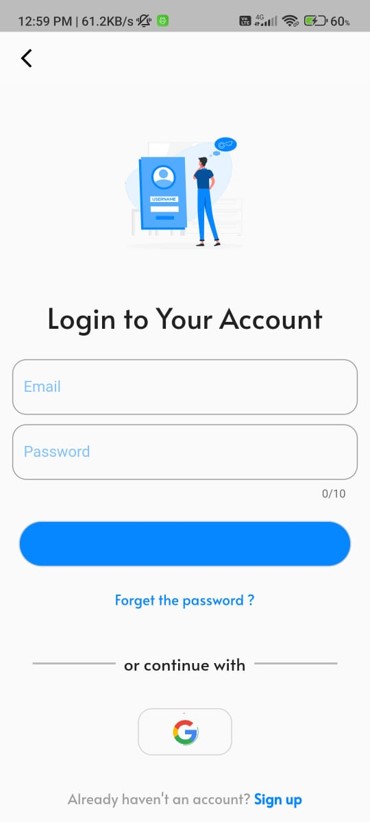 12:59 PM | 61.2KB/s
4G
60%
USERNAME
Login to Your Account
Email
Password
0/10
Forget the password ?
or continue with
Already haven't an account? Sign up